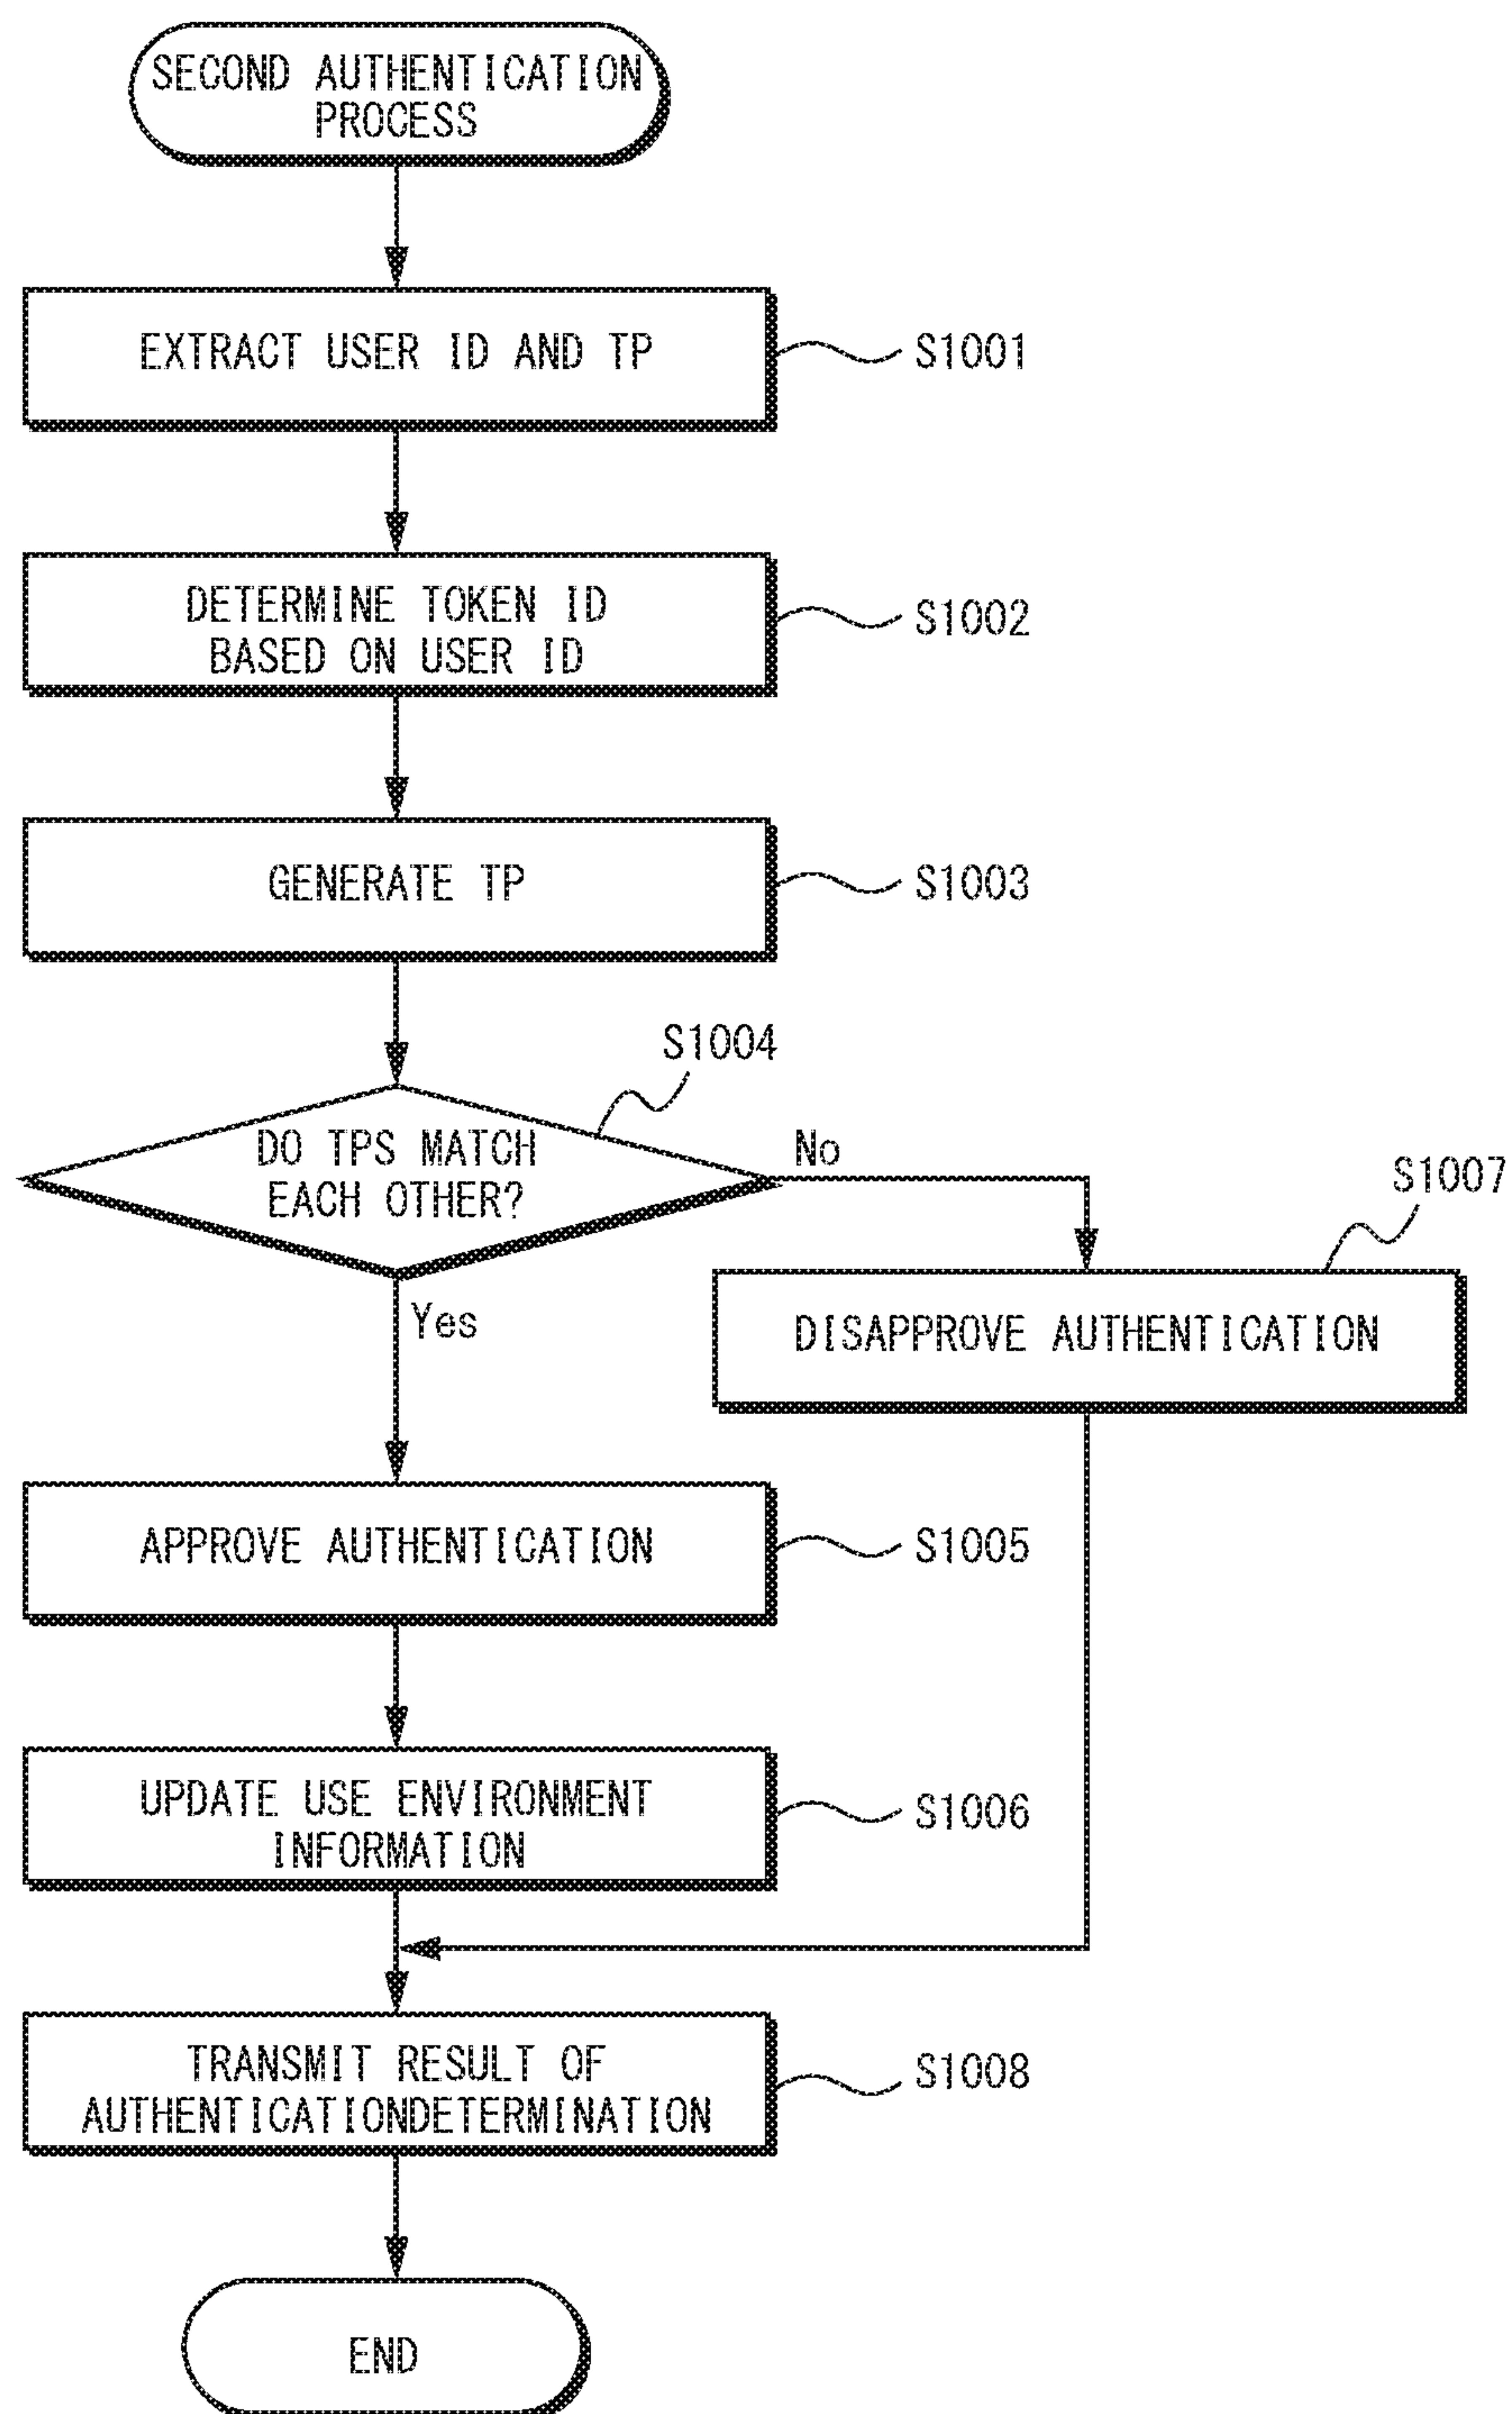 SECOND AUTHENTICATION
PROCESS
EXTRACT USER ID AND TP
S1001
DETERMINE TOKEN ID
BASED ON USER ID
S1002
GENERATE TP
S1003
S1004
DO TPS MATCH
EACH OTHER?
No
S1007
Yes
DISAPPROVE AUTHENTICATION
APPROVE AUTHENTICATION
S1005
UPDATE USE ENVIRONMENT
INFORMATION
S1006
TRANSMIT RESULT OF
AUTHENTICATIONDETERMINATION
S1008
END